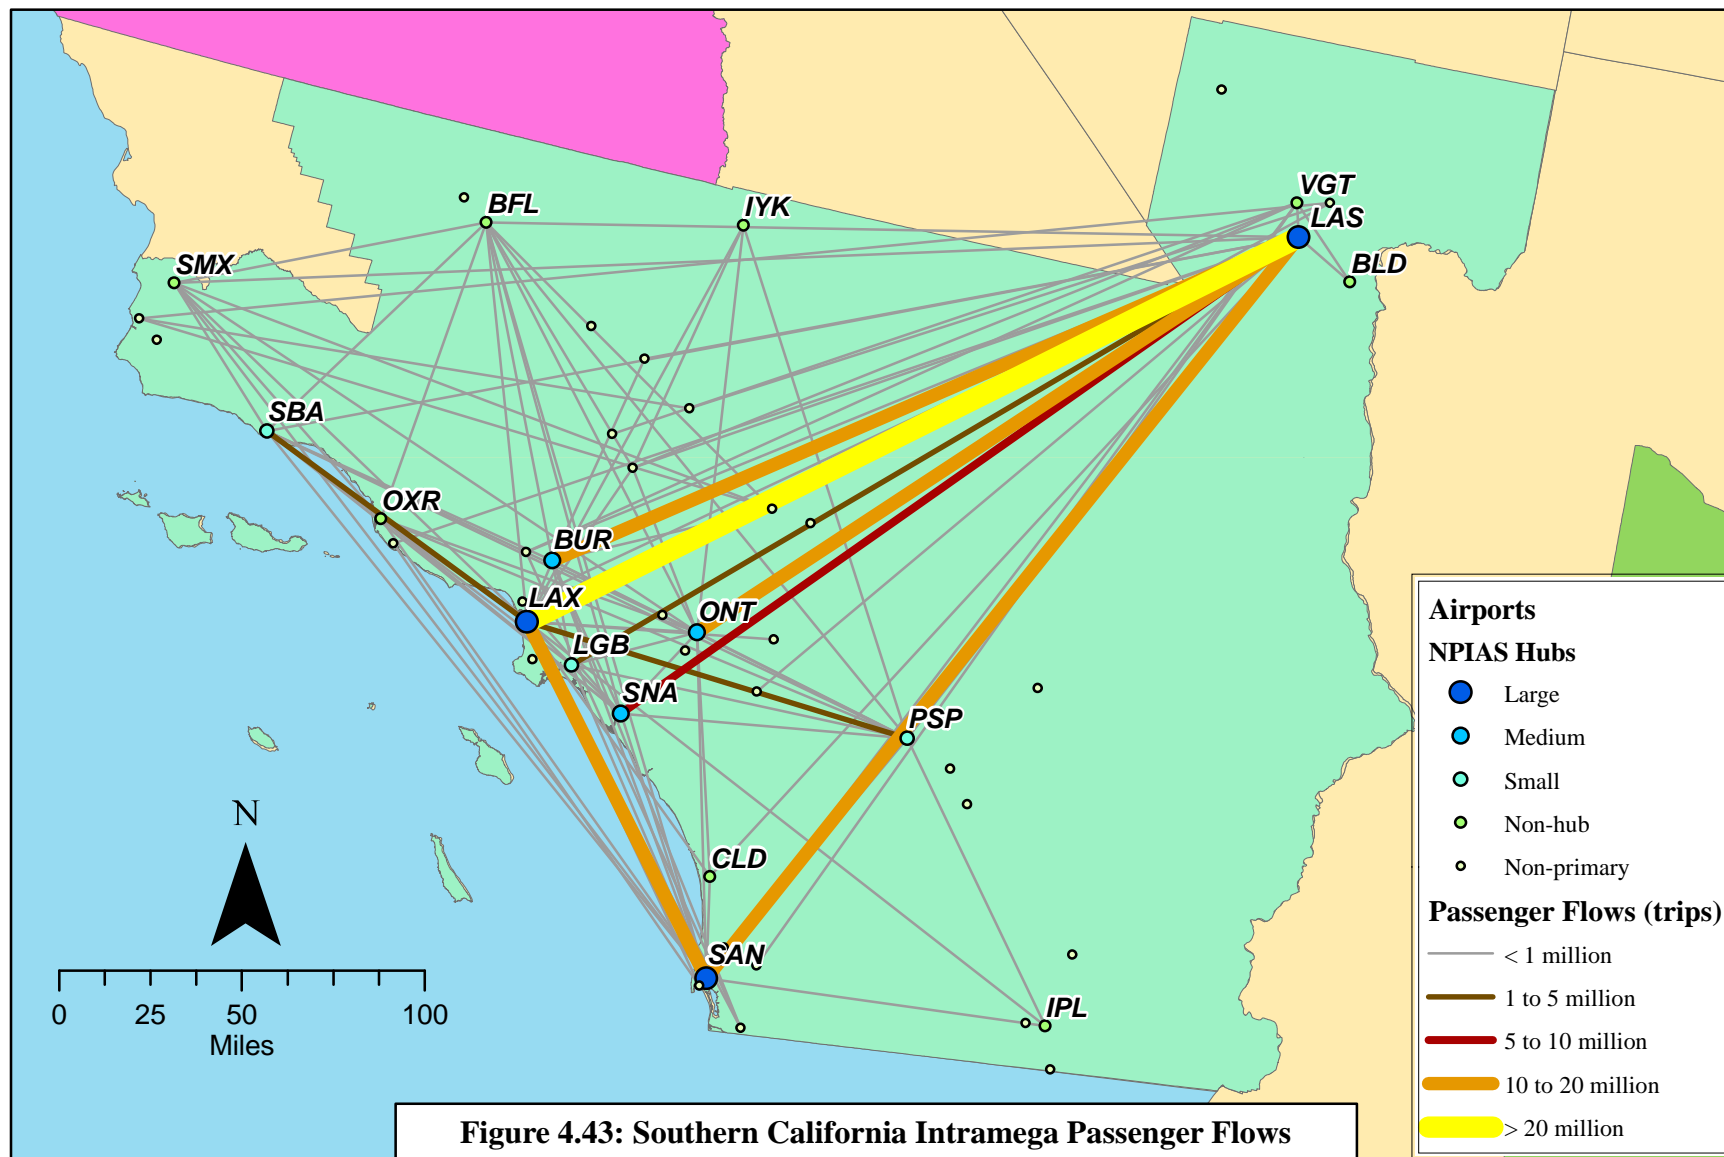 VGT
BFL
IYK
LAS
SMX
BLD
SBA
OXR
BUR
LAX
ONT
LGB
SNA
PSP
N
CLD
SAN
IPL
0 25 50 100
Miles
Airports
NPIAS Hubs
Large
Medium
Small
Non-hub
Non-primary
Passenger Flows (trips)
< 1 million
1 to 5 million
5 to 10 million
10 to 20 million
> 20 million
Figure 4.43: Southern California Intramega Passenger Flows